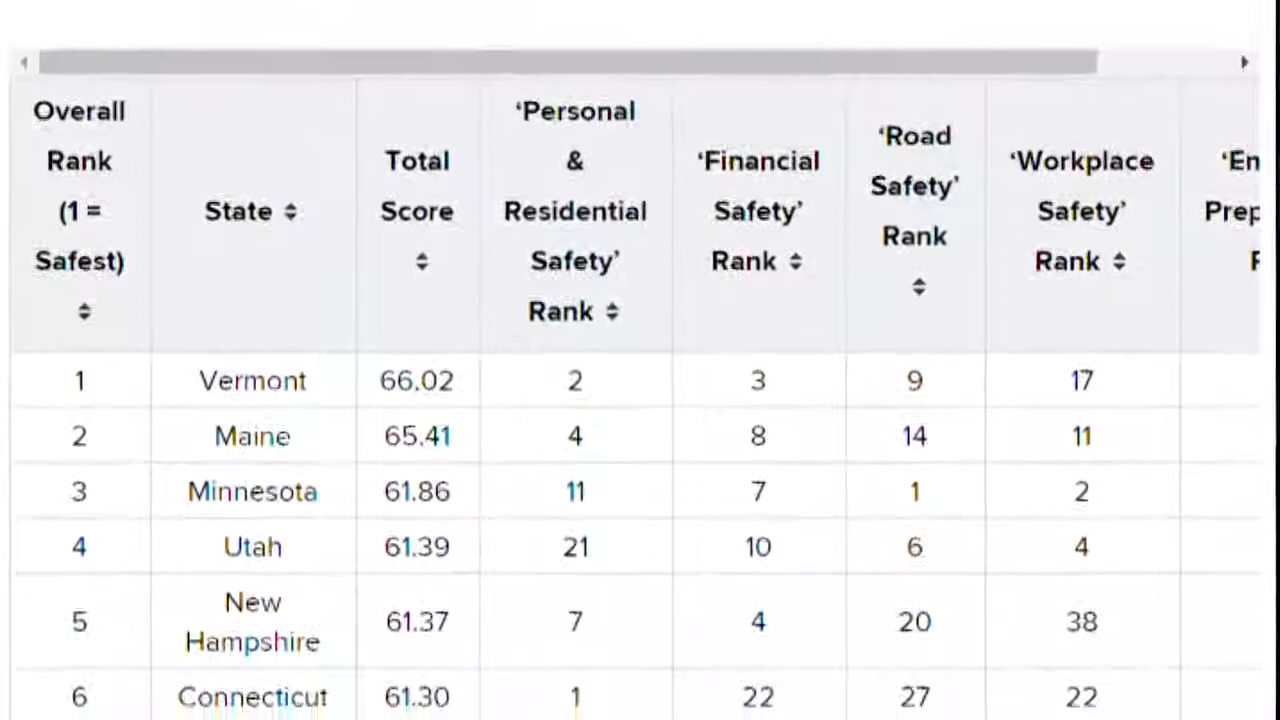 Overall Rank (1 = Safest) State Total Score ‘Personal & Residential Safety’ Rank ‘Financial Safety’ Rank ‘Road Safety’ Rank ‘Workplace Safety’ Rank ‘En Prep
1 Vermont 66.02 2 3 9 17
2 Maine 65.41 4 8 14 11
3 Minnesota 61.86 11 7 1 2
4 Utah 61.39 21 10 6 4
5 New Hampshire 61.37 7 4 20 38
6 Connecticut 61.30 1 22 27 22